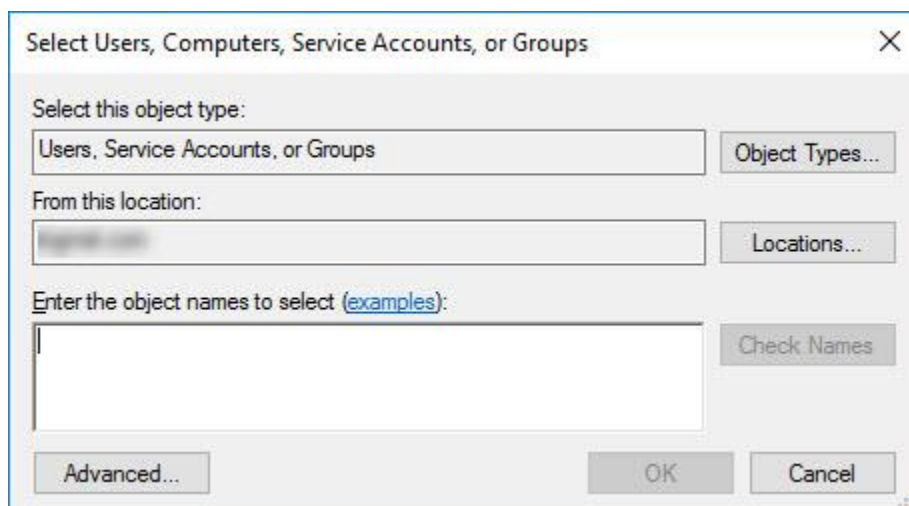 Select Users, Computers, Service Accounts, or Groups
Select this object type:
Users, Service Accounts, or Groups
Object Types...
From this location:
Locations...
Enter the object names to select (examples):
Check Names
Advanced...
OK
Cancel